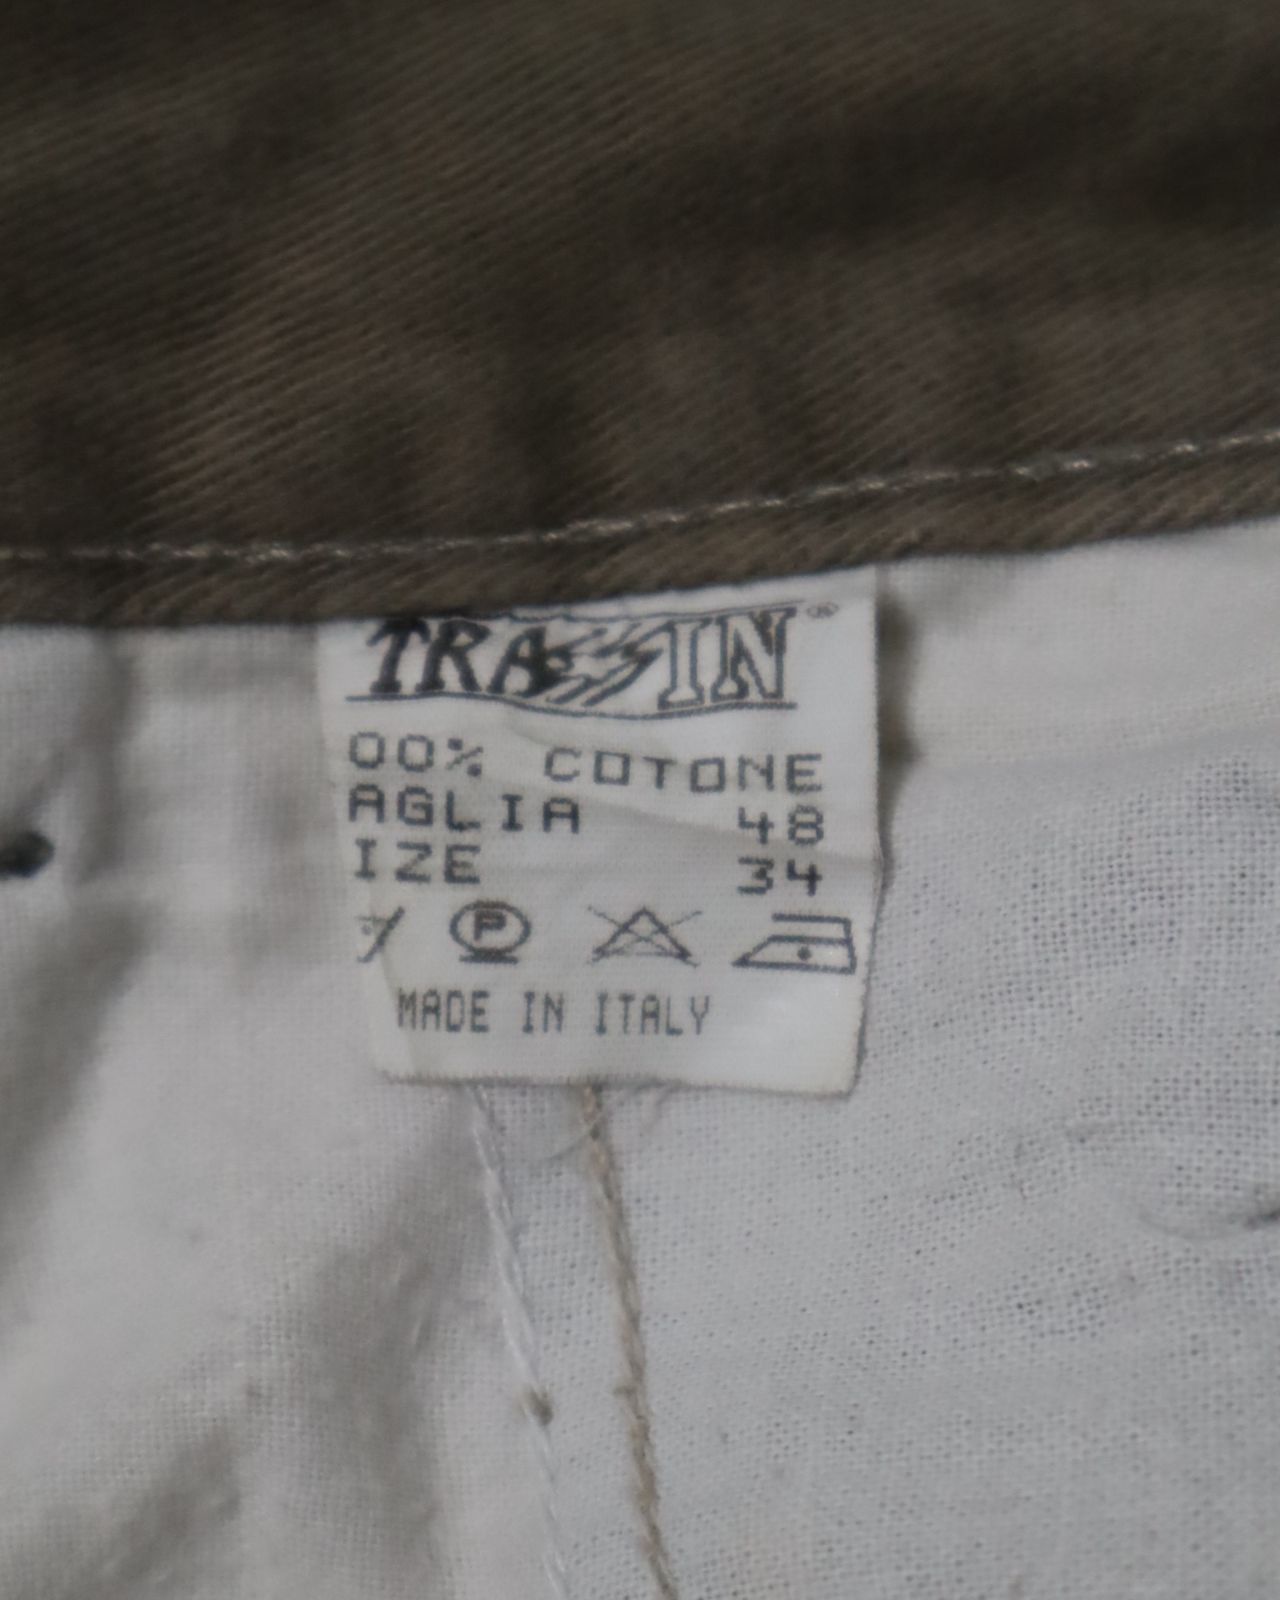 TRA IN ®
00% COTONE
AGLIA 48
IZE 34
P
MADE IN ITALY